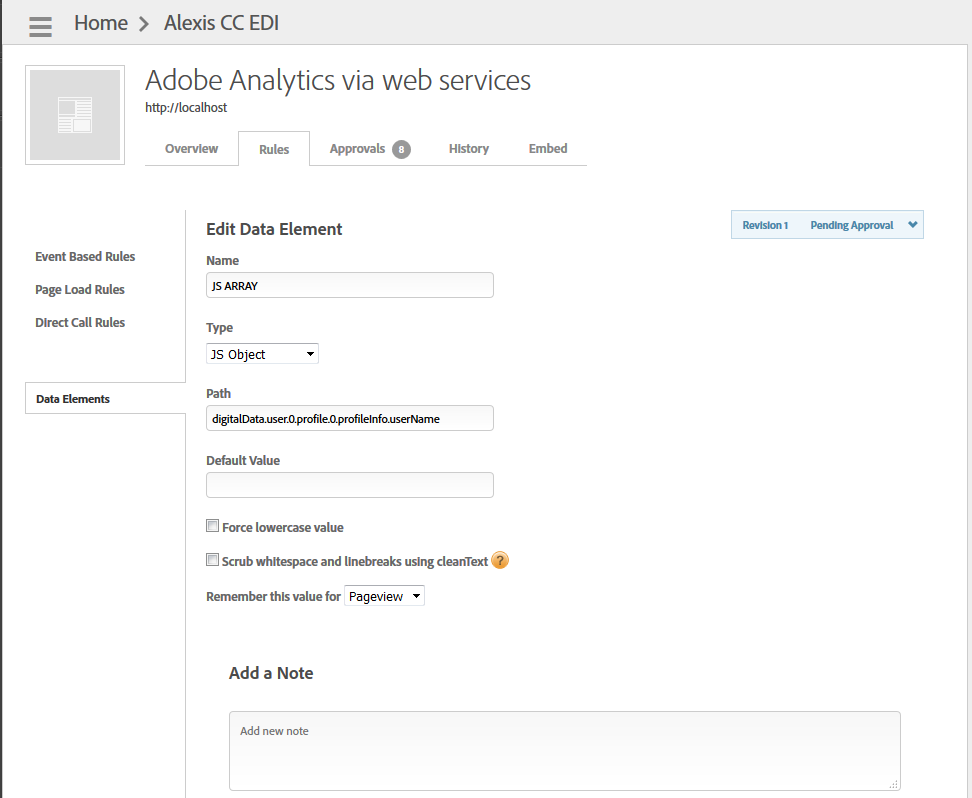 Home > Alexis CC EDI
Adobe Analytics via web services
http://localhost
Overview Rules Approvals 8 History Embed
Edit Data Element
Revision 1 Pending Approval
Event Based Rules
Page Load Rules
Direct Call Rules
Data Elements
Name
JS ARRAY
Type
JS Object
Path
digitalData.user.0.profile.0.profileInfo.userName
Default Value
Force lowercase value
Scrub whitespace and linebreaks using cleanText ?
Remember this value for Pageview
Add a Note
Add new note